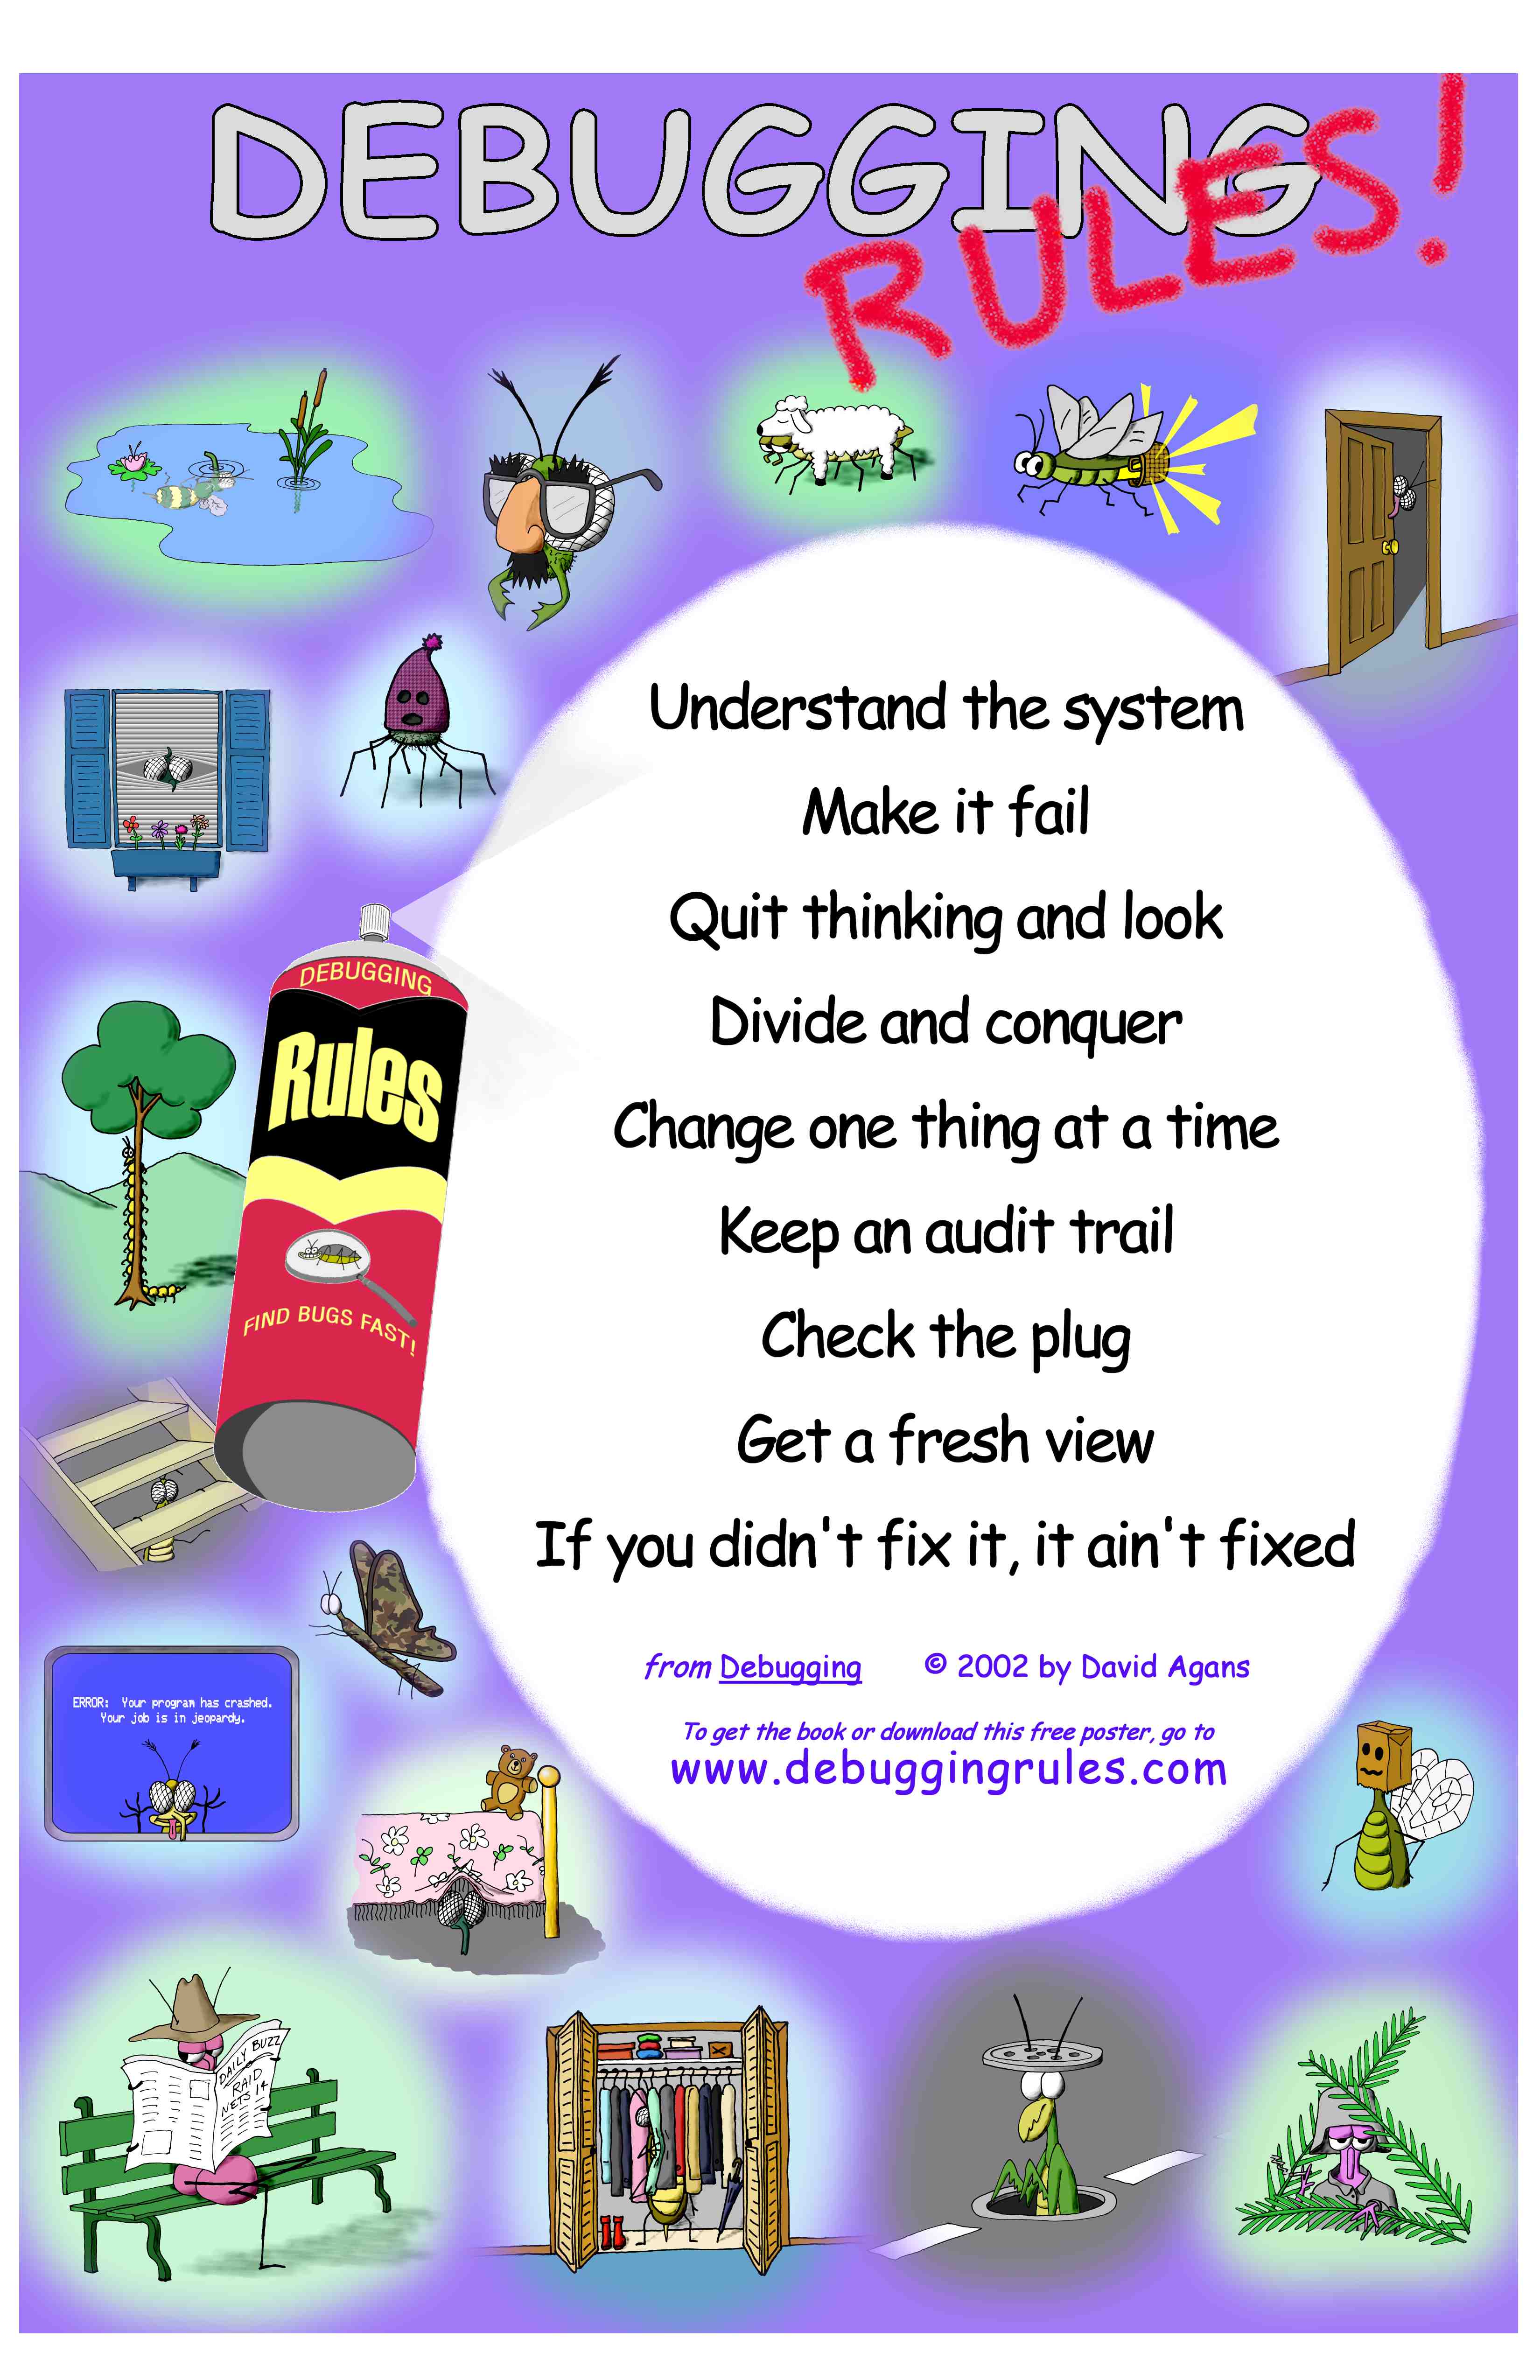 DEBUGGING
RULES!
Understand the system
Make it fail
Quit thinking and look
Divide and conquer
Change one thing at a time
Keep an audit trail
Check the plug
Get a fresh view
If you didn't fix it, it ain't fixed
from Debugging © 2002 by David Agans
To get the book or download this free poster, go to
www.debuggingrules.com
DEBUGGING
Rules
FIND BUGS FAST!
ERROR: Your program has crashed.
Your job is in jeopardy.
DAILY BUZZ
RAID
NETS 14